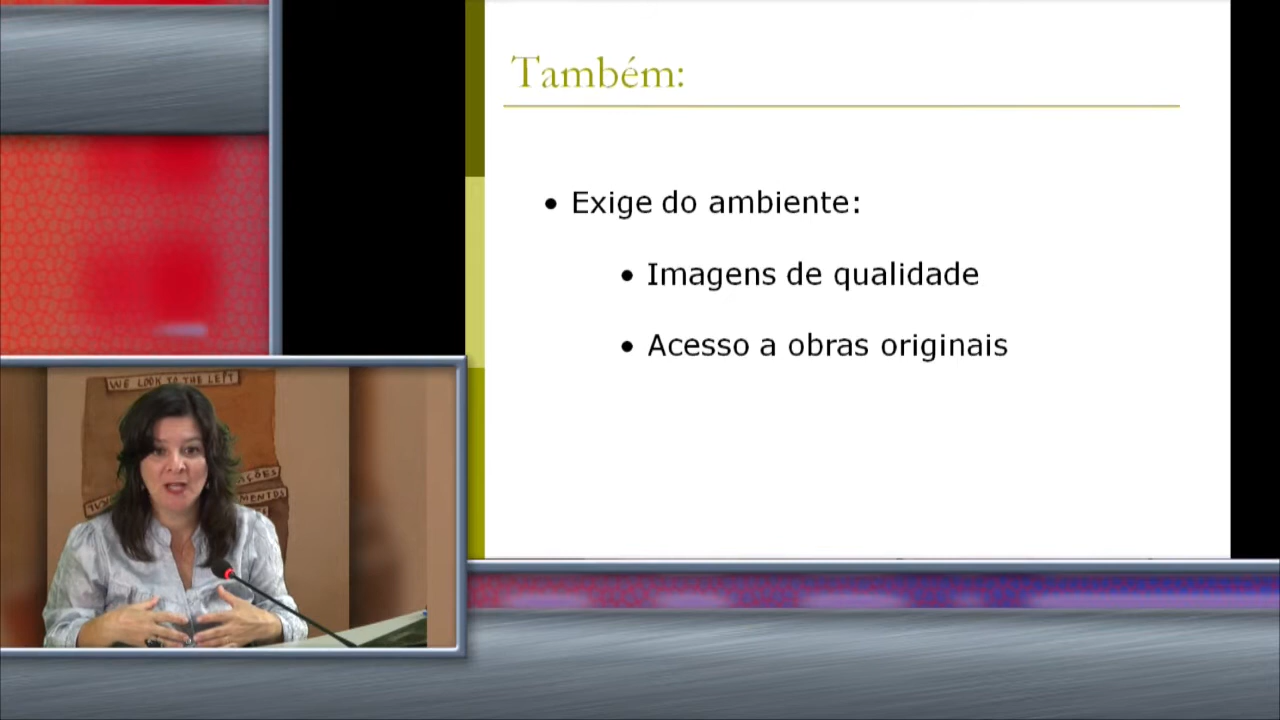 Também:
• Exige do ambiente:
• Imagens de qualidade
• Acesso a obras originais
WE LOOK TO THE LEFT